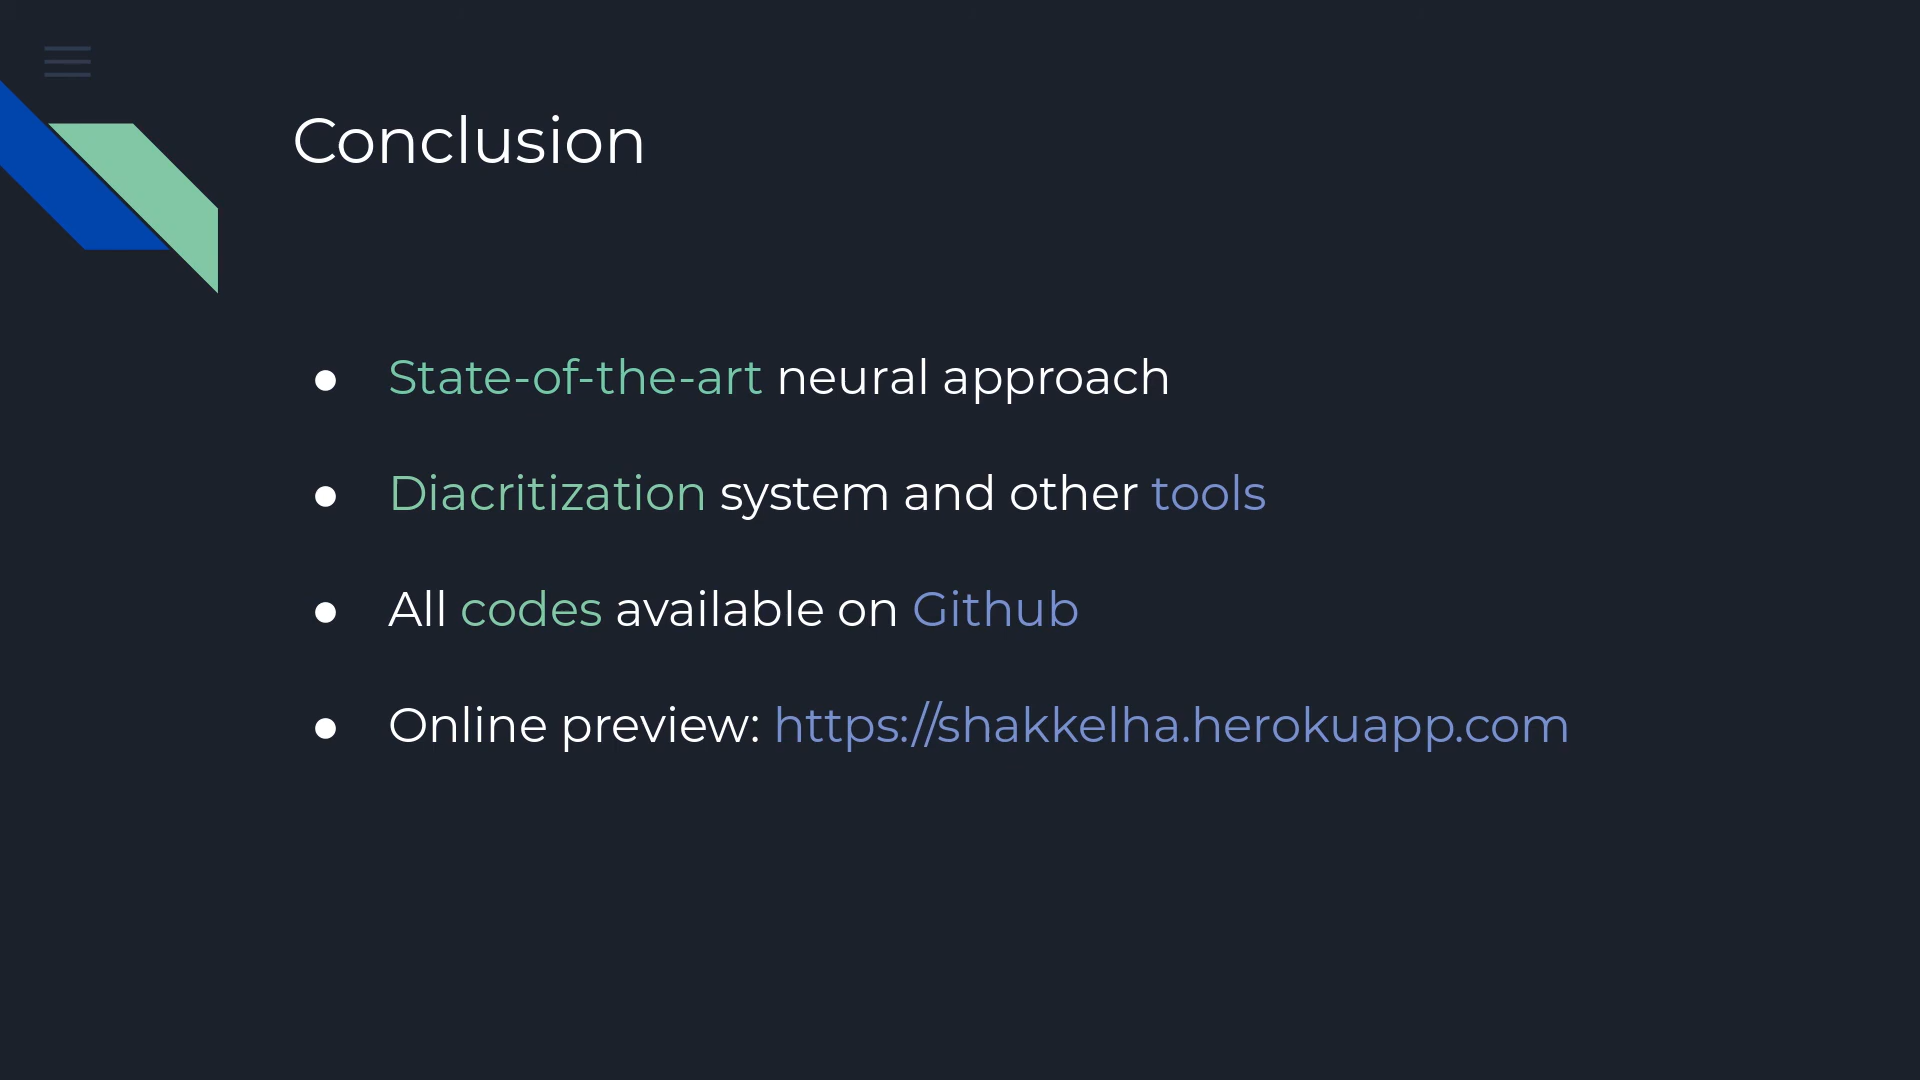 Conclusion
● State-of-the-art neural approach
● Diacritization system and other tools
● All codes available on Github
● Online preview: https://shakkelha.herokuapp.com